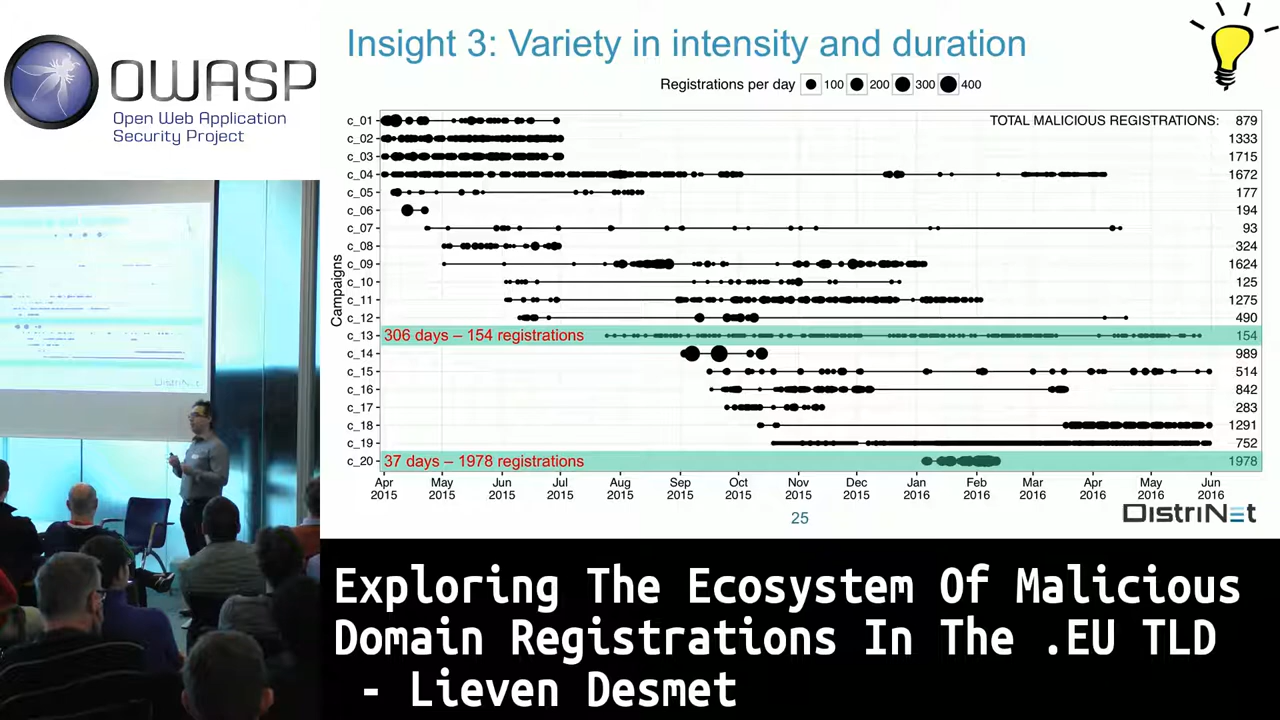 OWASP
Open Web Application
Security Project
Insight 3: Variety in intensity and duration
Registrations per day 100 200 300 400
TOTAL MALICIOUS REGISTRATIONS:
Campaigns
c_01 879
c_02 1333
c_03 1715
c_04 1672
c_05 177
c_06 194
c_07 93
c_08 324
c_09 1624
c_10 125
c_11 1275
c_12 490
c_13 306 days – 154 registrations 154
c_14 989
c_15 514
c_16 842
c_17 283
c_18 1291
c_19 752
c_20 37 days – 1978 registrations 1978
Apr May Jun Jul Aug Sep Oct Nov Dec Jan Feb Mar Apr May Jun
2015 2015 2015 2015 2015 2015 2015 2015 2015 2016 2016 2016 2016 2016 2016
25
DistriNet
DistriNet
Exploring The Ecosystem Of Malicious
Domain Registrations In The .EU TLD
- Lieven Desmet